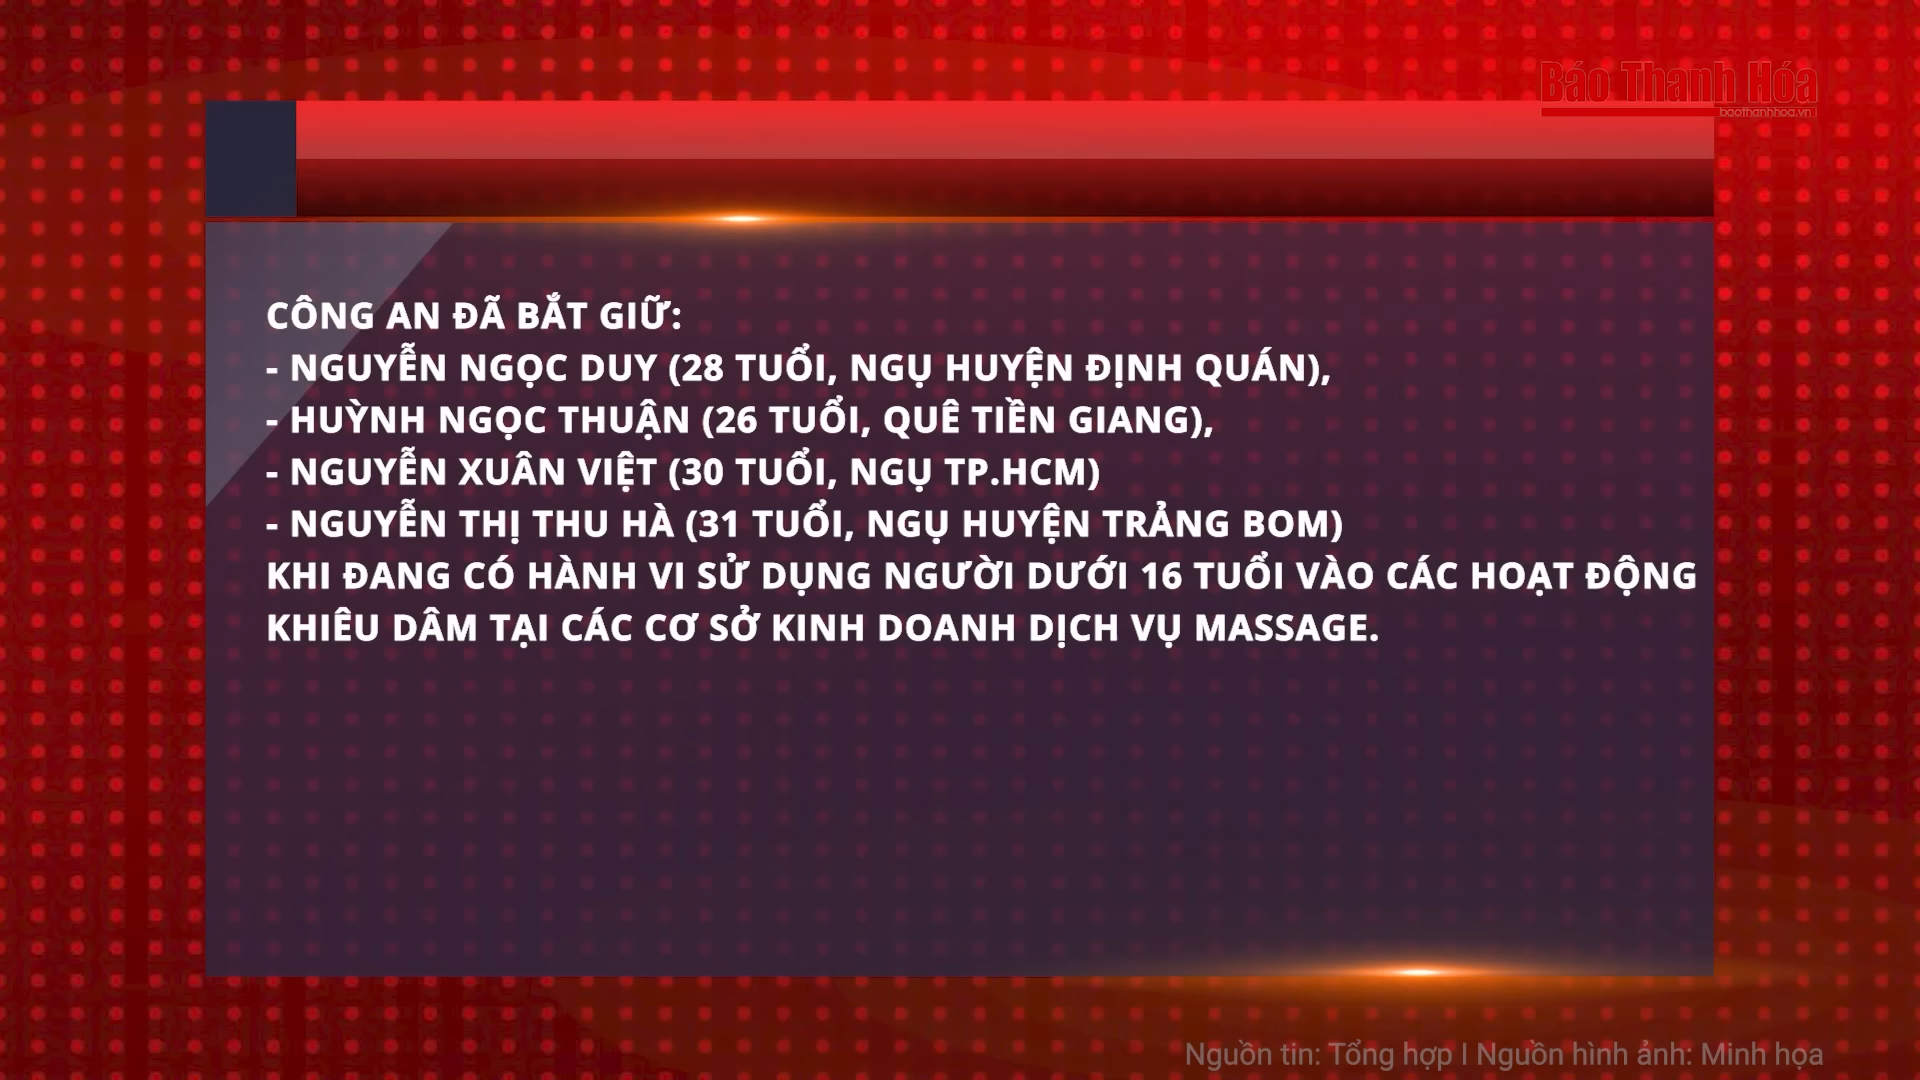 Báo Thanh Hóa
baothanhhoa.vn
CÔNG AN ĐÃ BẮT GIỮ:
- NGUYỄN NGỌC DUY (28 TUỔI, NGỤ HUYỆN ĐỊNH QUÁN),
- HUỲNH NGỌC THUẬN (26 TUỔI, QUÊ TIỀN GIANG),
- NGUYỄN XUÂN VIỆT (30 TUỔI, NGỤ TP.HCM)
- NGUYỄN THỊ THU HÀ (31 TUỔI, NGỤ HUYỆN TRẢNG BOM)
KHI ĐANG CÓ HÀNH VI SỬ DỤNG NGƯỜI DƯỚI 16 TUỔI VÀO CÁC HOẠT ĐỘNG
KHIÊU DÂM TẠI CÁC CƠ SỞ KINH DOANH DỊCH VỤ MASSAGE.
Nguồn tin: Tổng hợp I Nguồn hình ảnh: Minh họa